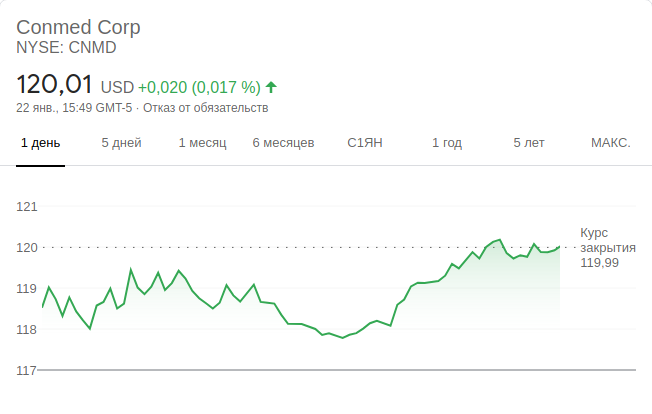 Conmed Corp
NYSE: CNMD
120,01 USD +0,020 (0,017 %)
22 янв., 15:49 GMT-5 · Отказ от обязательств
1 день 5 дней 1 месяц 6 месяцев С1ЯН 1 год 5 лет МАКС.
121
Курс
120 закрытия
119,99
119
118
117